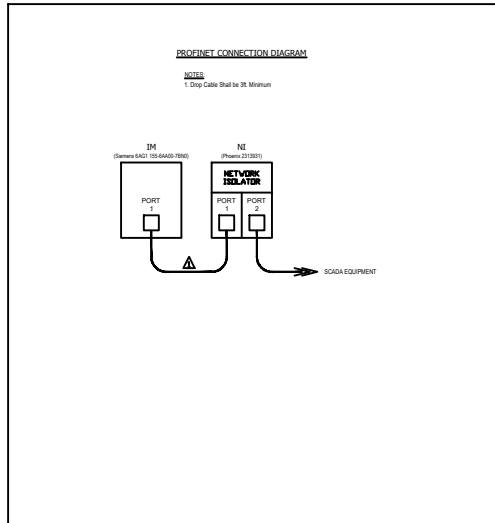 PROFINET CONNECTION DIAGRAM
NOTES:
1. Drop Cable Shall be 3ft. Minimum
IM
(Siemens 6AG1 155-6AA00-7BN0)
NI
(Phoenix 2313931)
NETWORK
ISOLATOR
PORT
1
PORT
1
PORT
2
1
SCADA EQUIPMENT